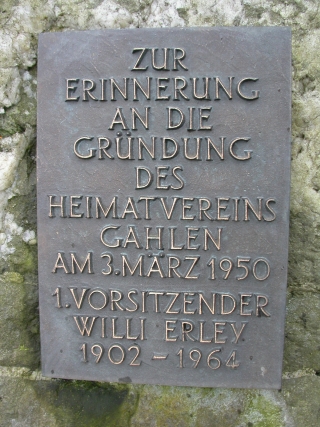 ZUR
ERINNERUNG
AN DIE
GRÜNDUNG
DES
HEIMATVEREINS
GAHLEN
AM 3. MÄRZ 1950
1. VORSITZENDER
WILLI ERLEY
1902 – 1964